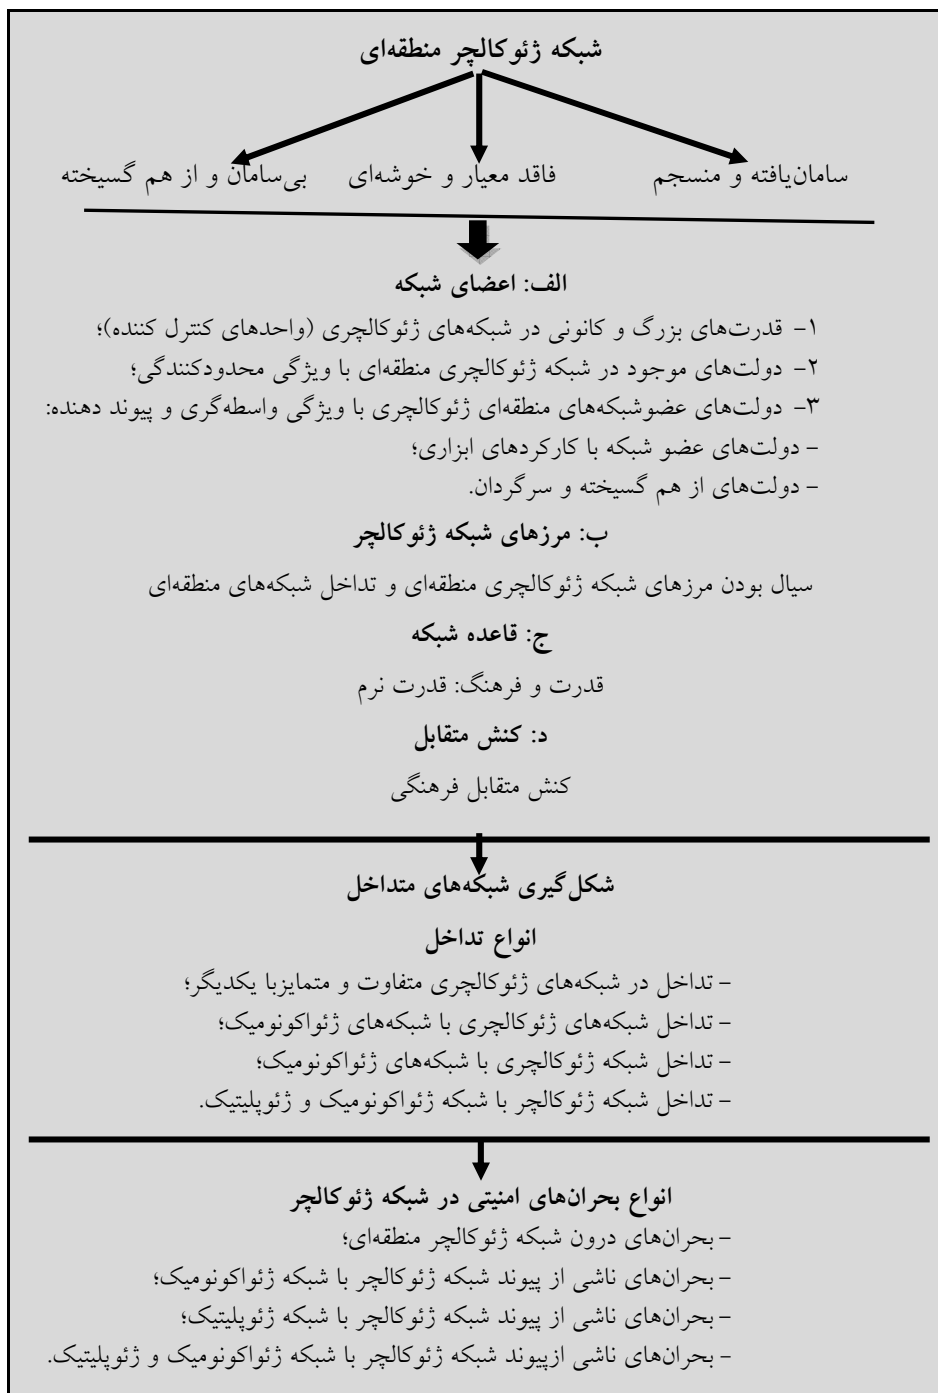 شبکه ژئوکالچر منطقه‌ای
سامان‌یافته و منسجم
فاقد معیار و خوشه‌ای
بی‌سامان و از هم گسیخته
الف: اعضای شبکه
۱- قدرت‌های بزرگ و کانونی در شبکه‌های ژئوکالچری (واحدهای کنترل کننده)؛
۲- دولت‌های موجود در شبکه ژئوکالچری منطقه‌ای با ویژگی محدودکنندگی؛
۳- دولت‌های عضوشبکه‌های منطقه‌ای ژئوکالچری با ویژگی واسطه‌گری و پیوند دهنده:
- دولت‌های عضو شبکه با کارکردهای ابزاری؛
- دولت‌های از هم گسیخته و سرگردان.
ب: مرزهای شبکه ژئوکالچر
سیال بودن مرزهای شبکه ژئوکالچری منطقه‌ای و تداخل شبکه‌های منطقه‌ای
ج: قاعده شبکه
قدرت و فرهنگ: قدرت نرم
د: کنش متقابل
کنش متقابل فرهنگی
شکل‌گیری شبکه‌های متداخل
انواع تداخل
- تداخل در شبکه‌های ژئوکالچری متفاوت و متمایزبا یکدیگر؛
- تداخل شبکه‌های ژئوکالچری با شبکه‌های ژئواکونومیک؛
- تداخل شبکه ژئوکالچری با شبکه‌های ژئواکونومیک؛
- تداخل شبکه ژئوکالچر با شبکه ژئواکونومیک و ژئوپلیتیک.
انواع بحران‌های امنیتی در شبکه ژئوکالچر
- بحران‌های درون شبکه ژئوکالچر منطقه‌ای؛
- بحران‌های ناشی از پیوند شبکه ژئوکالچر با شبکه ژئواکونومیک؛
- بحران‌های ناشی از پیوند شبکه ژئوکالچر با شبکه ژئوپلیتیک؛
- بحران‌های ناشی ازپیوند شبکه ژئوکالچر با شبکه ژئواکونومیک و ژئوپلیتیک.